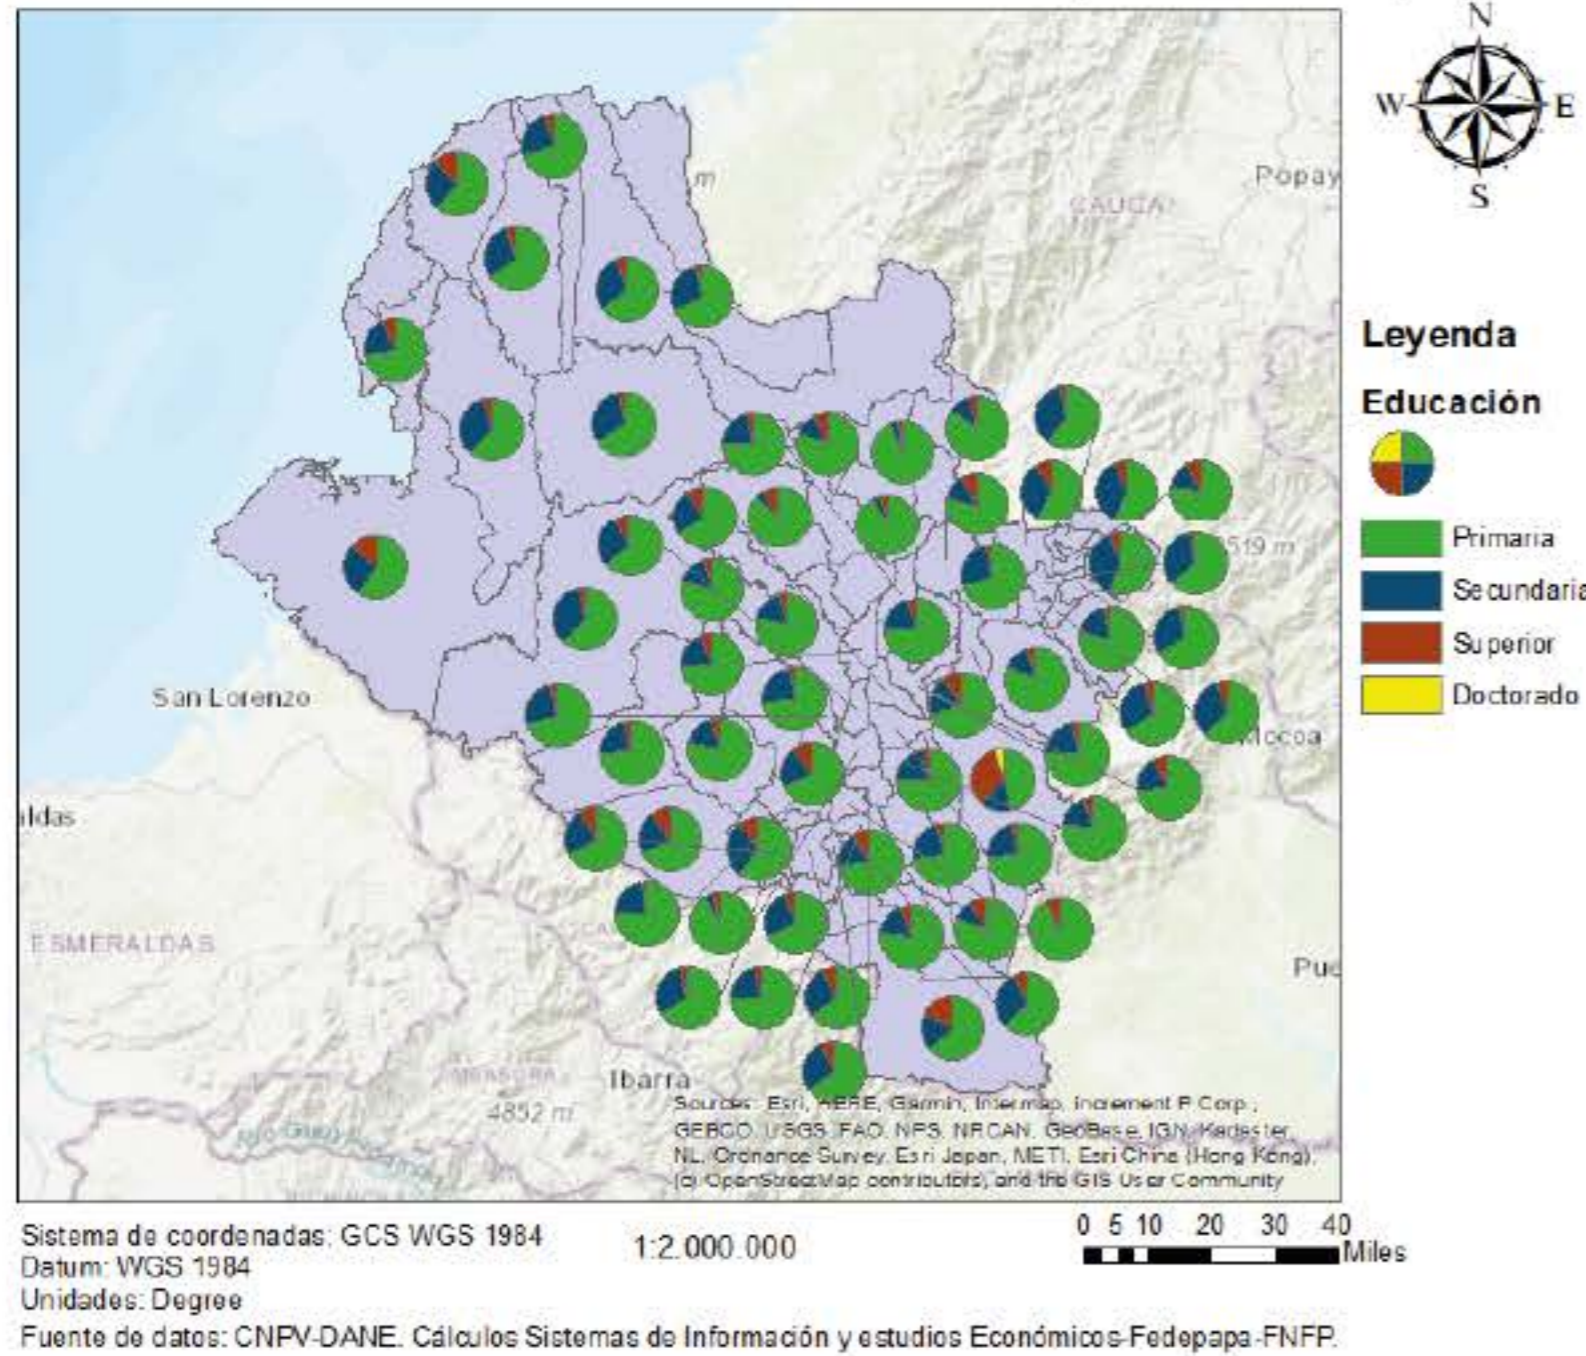 N
W E
S
m
Popay
CAUCA
Leyenda
Educación
Primaria
Secundaria
Superior
Doctorado
519 m
San Lorenzo
ocoa
ldas
ESMERALDAS
Puc
Ibarra
4852 m
Sources: Esri, HERE, Garmin, Intermap, increment P Corp.,
GEBCO, USGS, FAO, NPS, NRCAN, GeoBase, IGN, Kadaster
NL, Ordnance Survey, Esri Japan, METI, Esri China (Hong Kong),
(c) OpenStreetMap contributors, and the GIS User Community
Sistema de coordenadas: GCS WGS 1984
Datum: WGS 1984
Unidades: Degree
1:2.000.000
0 5 10 20 30 40
Miles
Fuente de datos: CNPV-DANE. Cálculos Sistemas de Información y estudios Económicos-Fedepapa-FNFP.